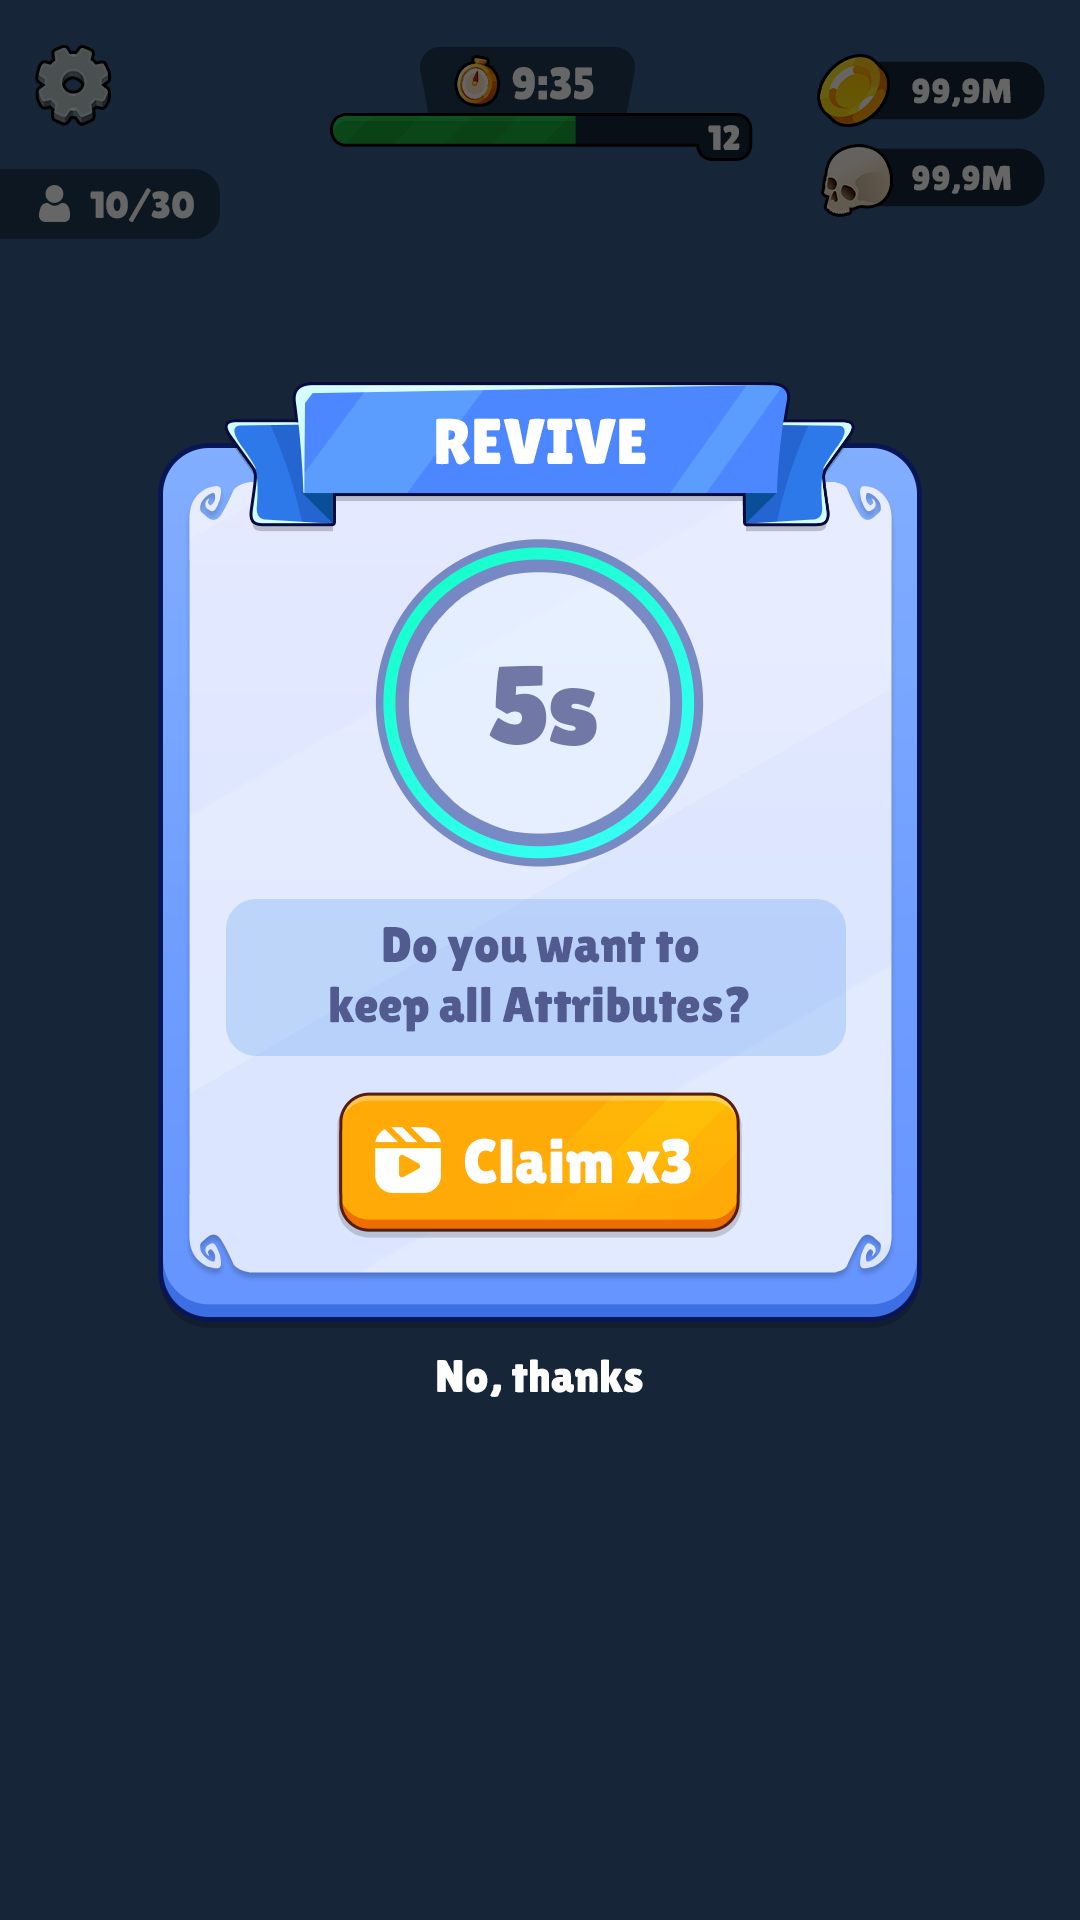 9:35
99,9M
12
99,9M
10/30
REVIVE
5s
Do you want to
keep all Attributes?
Claim x3
No, thanks